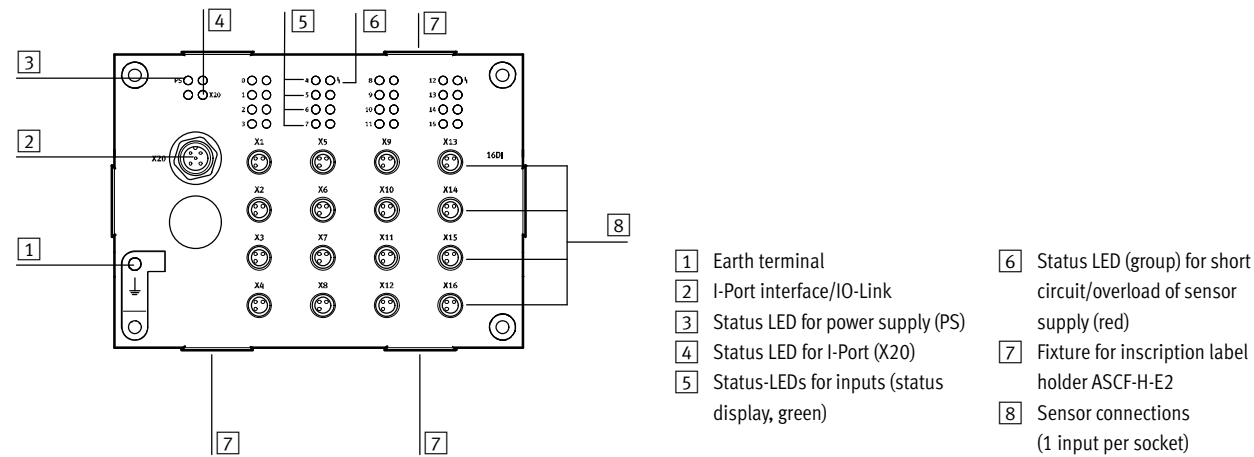 4 5 6 7
3
PS 0 4 ϟ 8 12 ϟ
X20 1 5 9 13
2 6 10 14
3 7 11 15
X1 X5 X9 X13
2 X20 16DI
X2 X6 X10 X14
8
X3 X7 X11 X15
1
X4 X8 X12 X16
7 7
1 Earth terminal
2 I-Port interface/IO-Link
3 Status LED for power supply (PS)
4 Status LED for I-Port (X20)
5 Status-LEDs for inputs (status
display, green)
6 Status LED (group) for short
circuit/overload of sensor
supply (red)
7 Fixture for inscription label
holder ASCF-H-E2
8 Sensor connections
(1 input per socket)